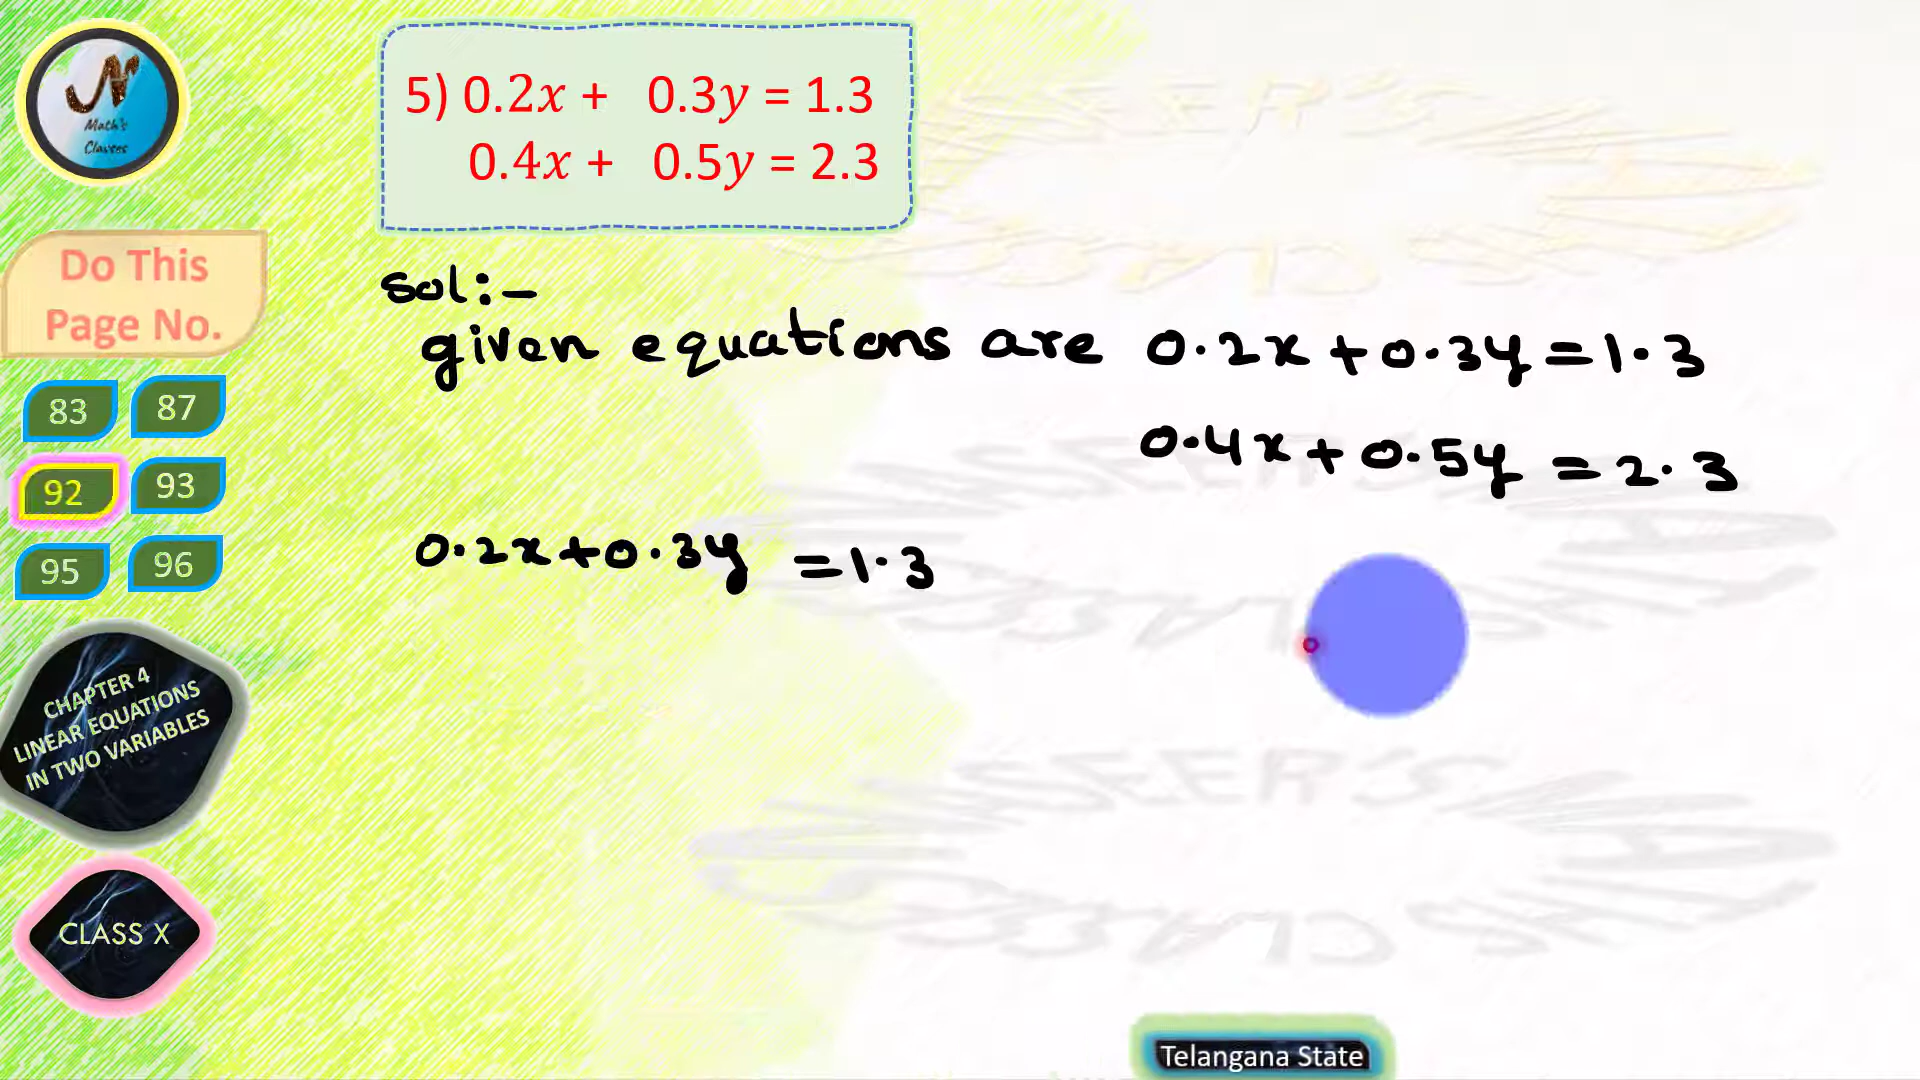 N
Math's
Classes
5) 0.2x + 0.3y = 1.3
0.4x + 0.5y = 2.3
Do This
Page No.
83 87
92 93
95 96
CHAPTER 4
LINEAR EQUATIONS
IN TWO VARIABLES
CLASS X
sol:-
given equations are 0.2x+0.3y=1.3
0.4x+0.5y=2.3
0.2x+0.3y =1.3
Telangana State